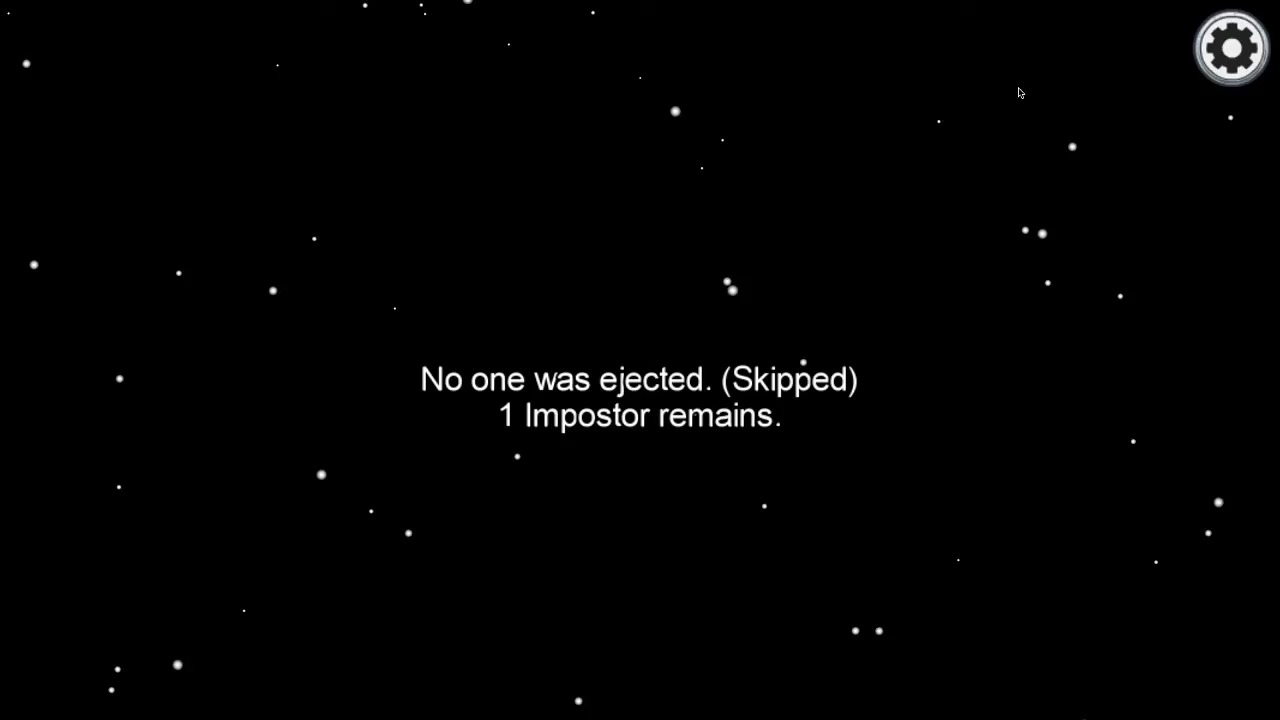 No one was ejected. (Skipped)
1 Impostor remains.